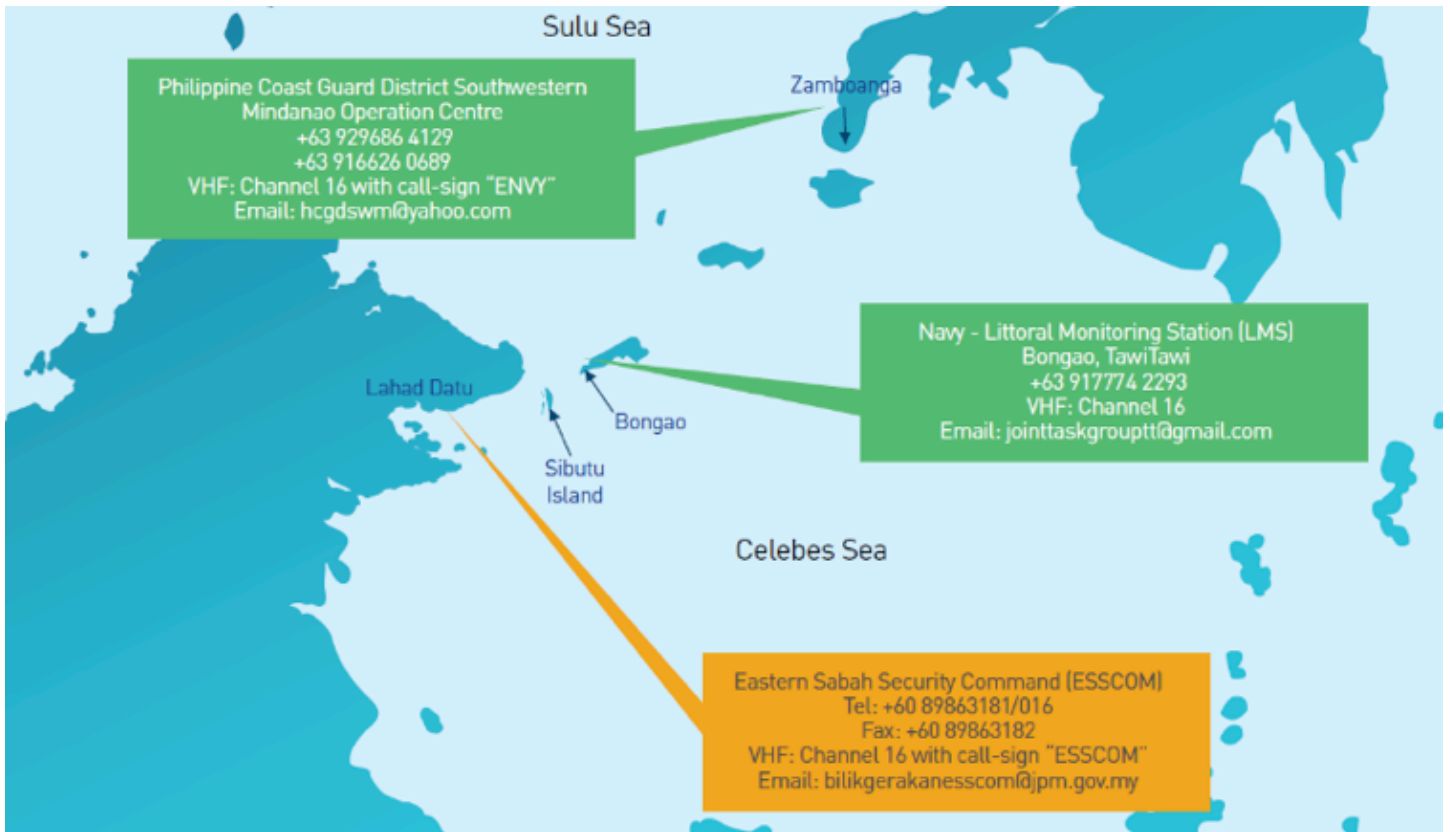 Sulu Sea
Philippine Coast Guard District Southwestern
Mindanao Operation Centre
+63 929686 4129
+63 916626 0689
VHF: Channel 16 with call-sign “ENVY”
Email: hcgdswm@yahoo.com
Zamboanga
Navy - Littoral Monitoring Station (LMS)
Bongao, TawiTawi
+63 917774 2293
VHF: Channel 16
Email: jointtaskgrouptt@gmail.com
Lahad Datu
Bongao
Sibutu
Island
Celebes Sea
Eastern Sabah Security Command (ESSCOM)
Tel: +60 89863181/016
Fax: +60 89863182
VHF: Channel 16 with call-sign “ESSCOM”
Email: bilikgerakanesscom@jpm.gov.my